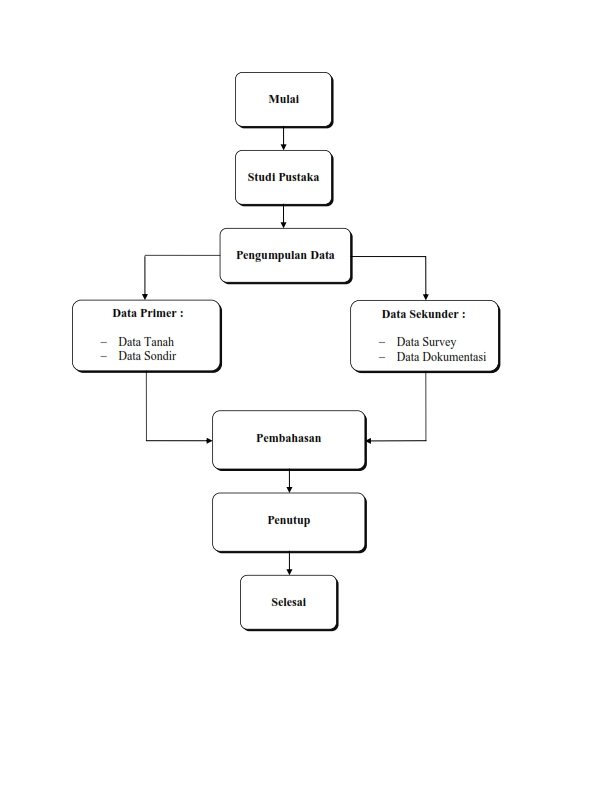 Mulai
Studi Pustaka
Pengumpulan Data
Data Primer :
– Data Tanah
– Data Sondir
Data Sekunder :
– Data Survey
– Data Dokumentasi
Pembahasan
Penutup
Selesai